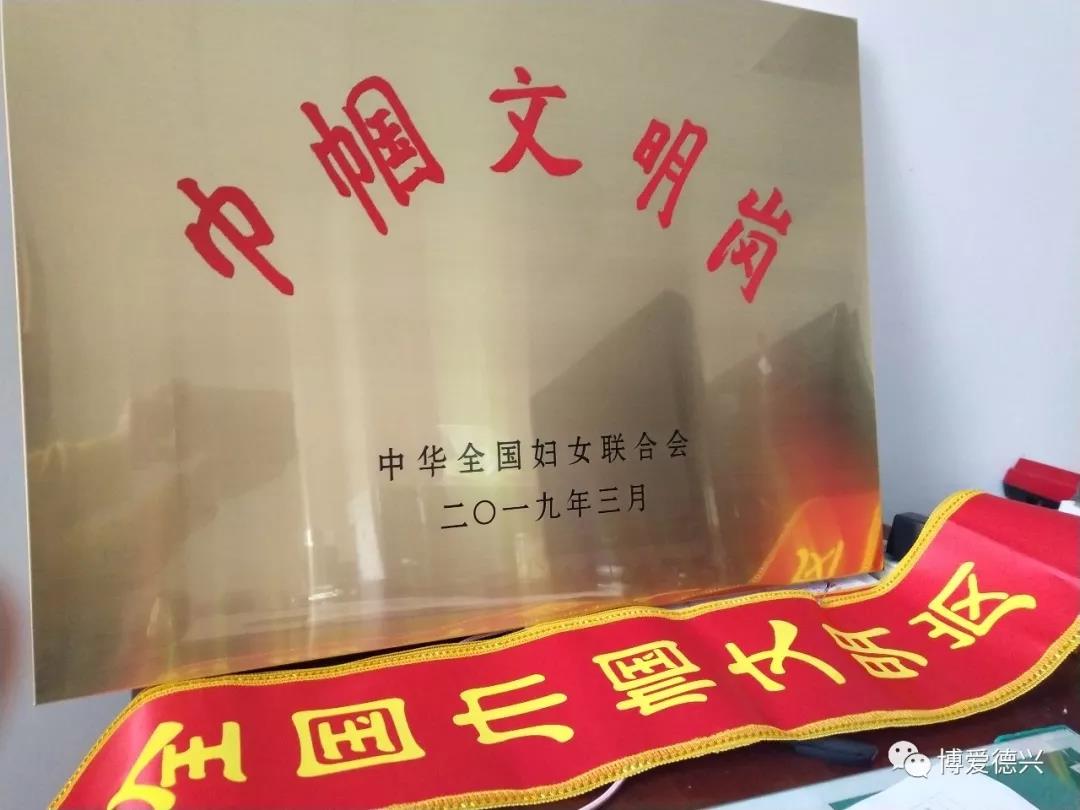 巾帼文明岗
中华全国妇女联合会
二〇一九年三月
全国巾帼文明
博爱德兴